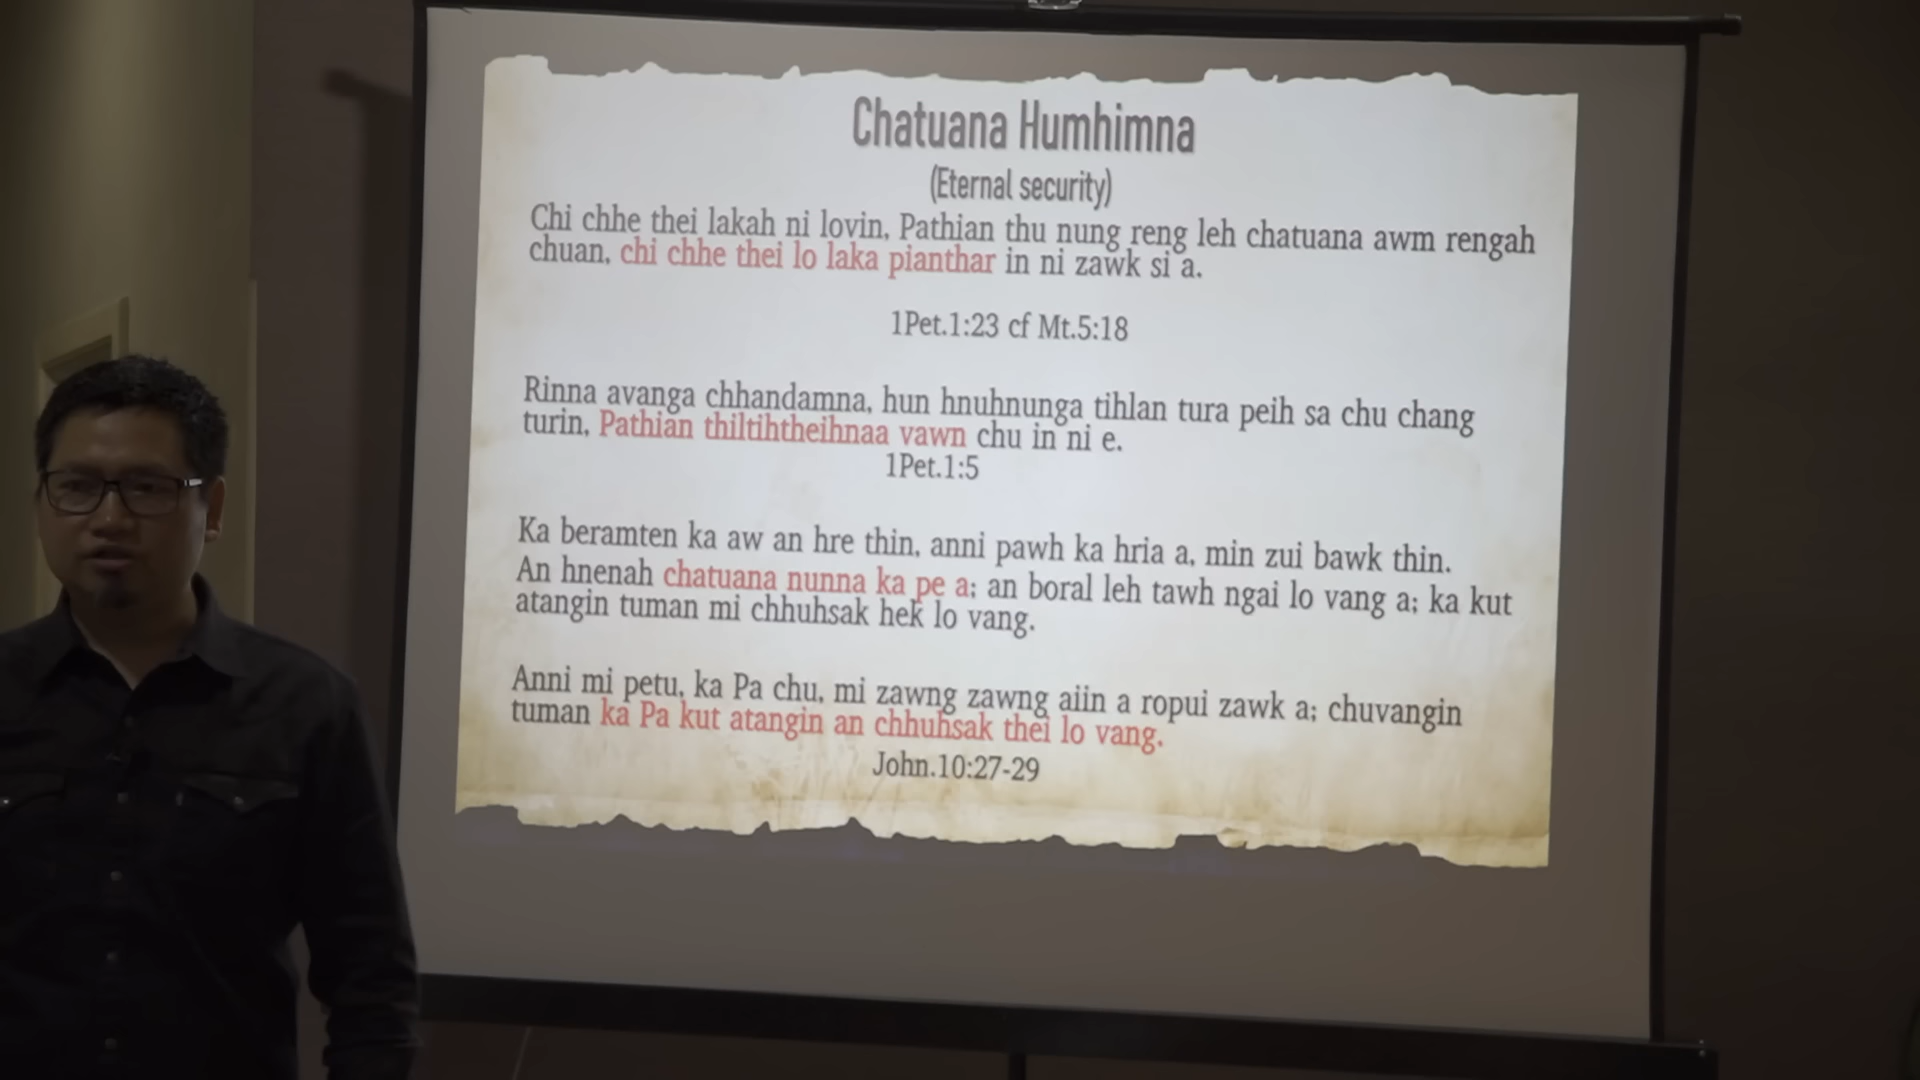 Chatuana Humhimna
(Eternal security)
Chi chhe thei lakah ni lovin, Pathian thu nung reng leh chatuana awm rengah
chuan, chi chhe thei lo laka pianthar in ni zawk si a.
1Pet.1:23 cf Mt.5:18
Rinna avanga chhandamna, hun hnuhnunga tihlan tura peih sa chu chang
turin, Pathian thiltihtheihnaa vawn chu in ni e.
1Pet.1:5
Ka beramten ka aw an hre thin, anni pawh ka hria a, min zui bawk thin.
An hnenah chatuana nunna ka pe a; an boral leh tawh ngai lo vang a; ka kut
atangin tuman mi chhuhsak hek lo vang.
Anni mi petu, ka Pa chu, mi zawng zawng aiin a ropui zawk a; chuvangin
tuman ka Pa kut atangin an chhuhsak thei lo vang.
John.10:27-29